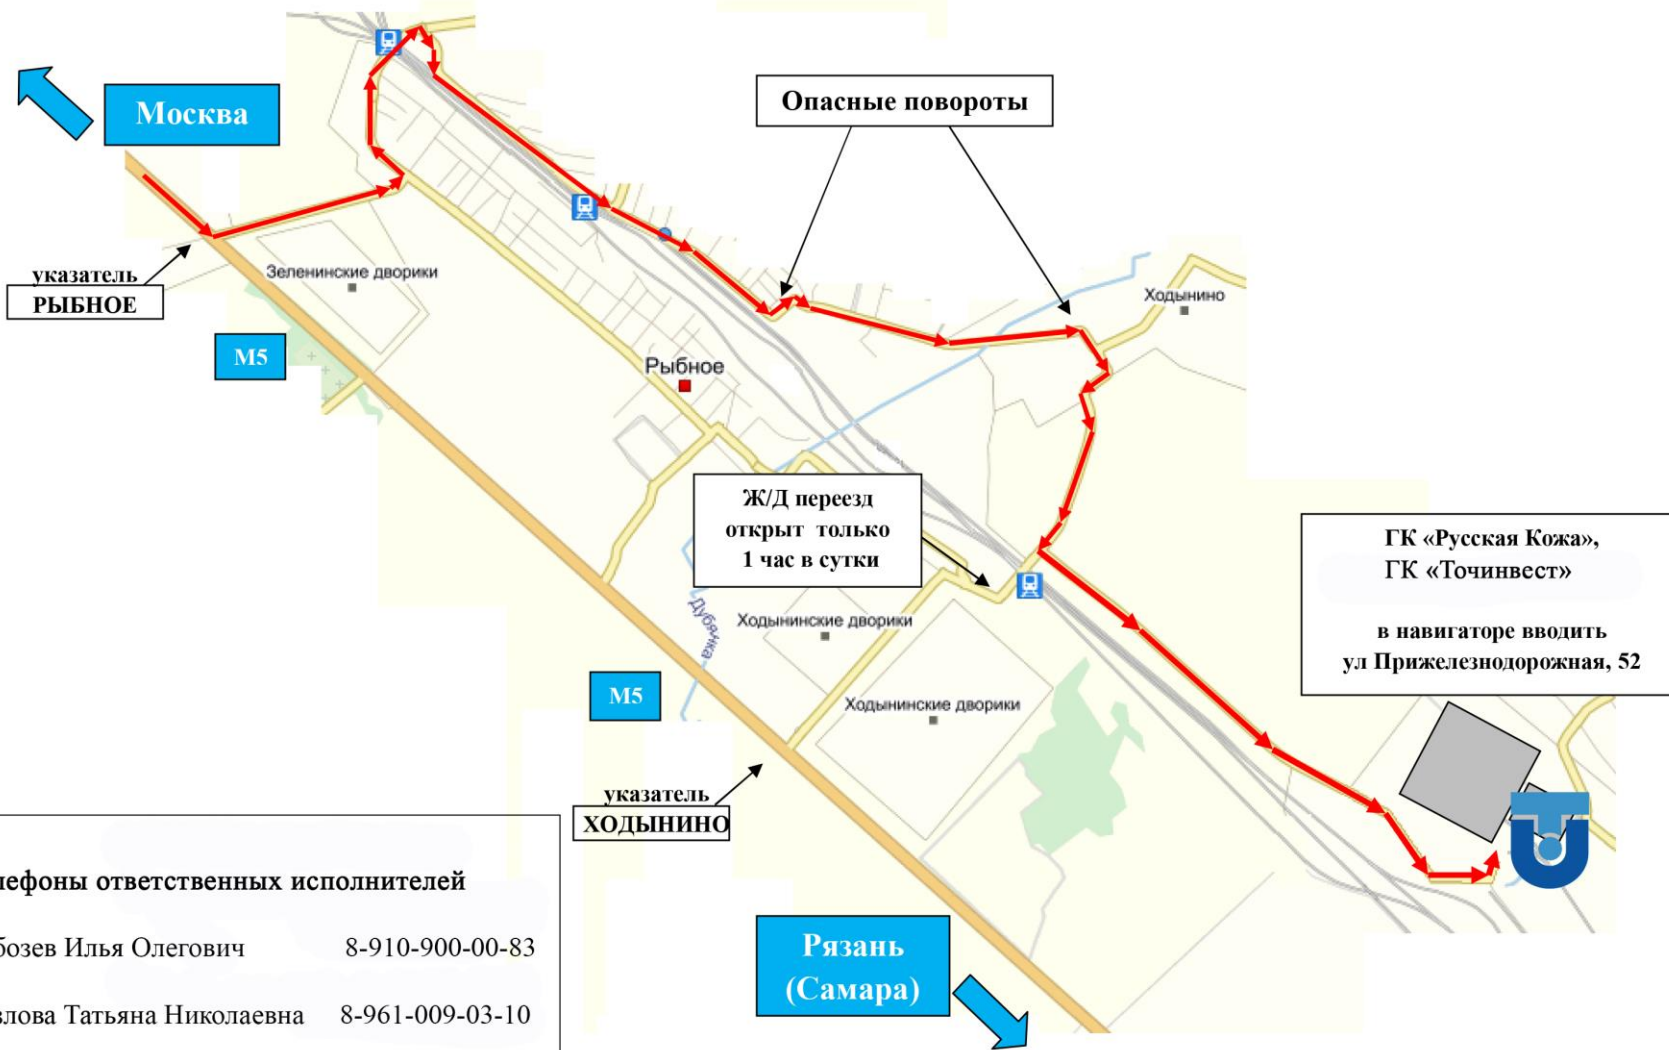 Москва
Опасные повороты
указатель
РЫБНОЕ
Зеленинские дворики
Ходынино
М5
Рыбное
Ж/Д переезд
открыт только
1 час в сутки
ГК «Русская Кожа»,
ГК «Точинвест»
в навигаторе вводить
ул Прижелезнодорожная, 52
Дубянка
Ходынинские дворики
М5
Ходынинские дворики
указатель
ХОДЫНИНО
лефоны ответственных исполнителей
бозев Илья Олегович 8-910-900-00-83
влова Татьяна Николаевна 8-961-009-03-10
Рязань
(Самара)